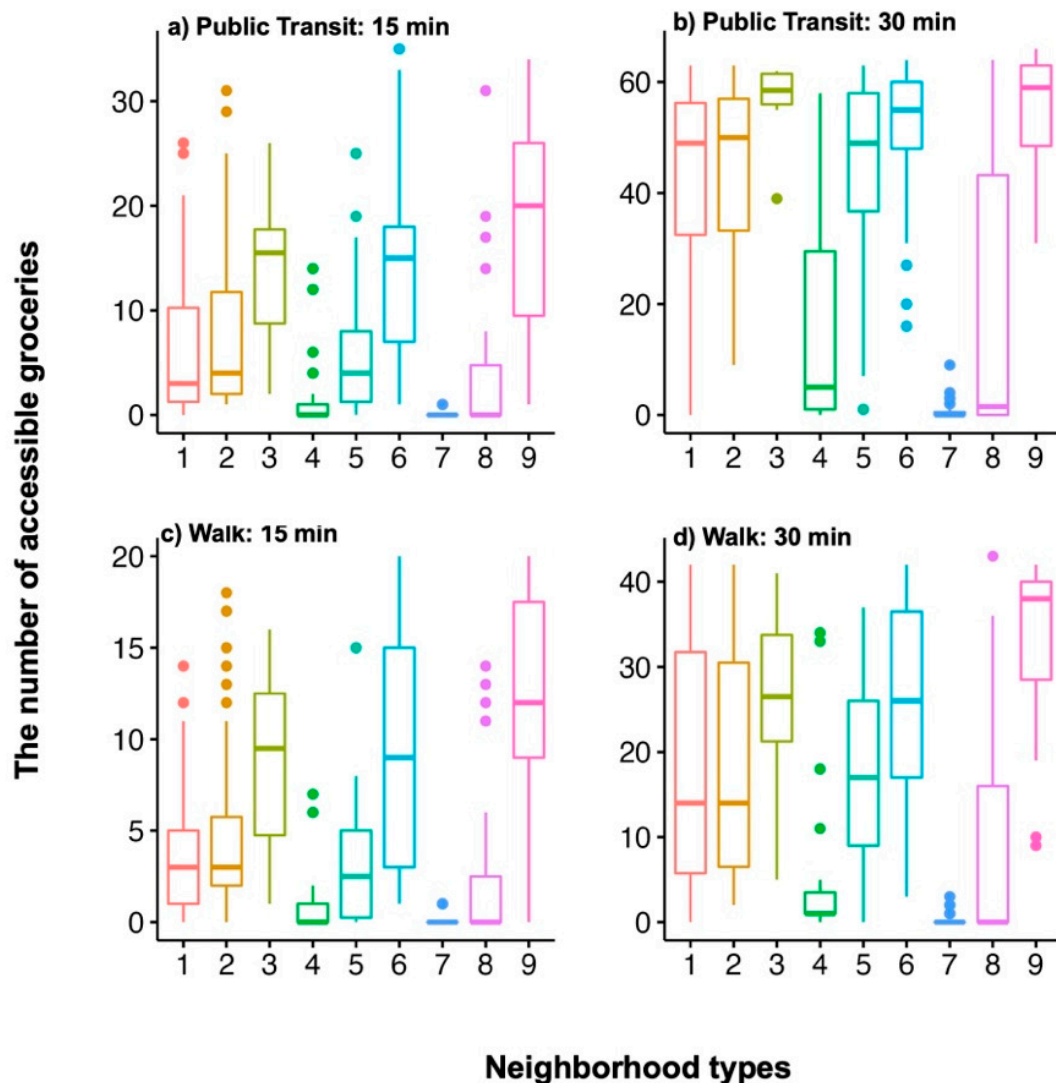 a) Public Transit: 15 min
b) Public Transit: 30 min
30
20
10
0
1 2 3 4 5 6 7 8 9
60
40
20
0
1 2 3 4 5 6 7 8 9
The number of accessible groceries
c) Walk: 15 min
d) Walk: 30 min
20
15
10
5
0
1 2 3 4 5 6 7 8 9
40
30
20
10
0
1 2 3 4 5 6 7 8 9
Neighborhood types